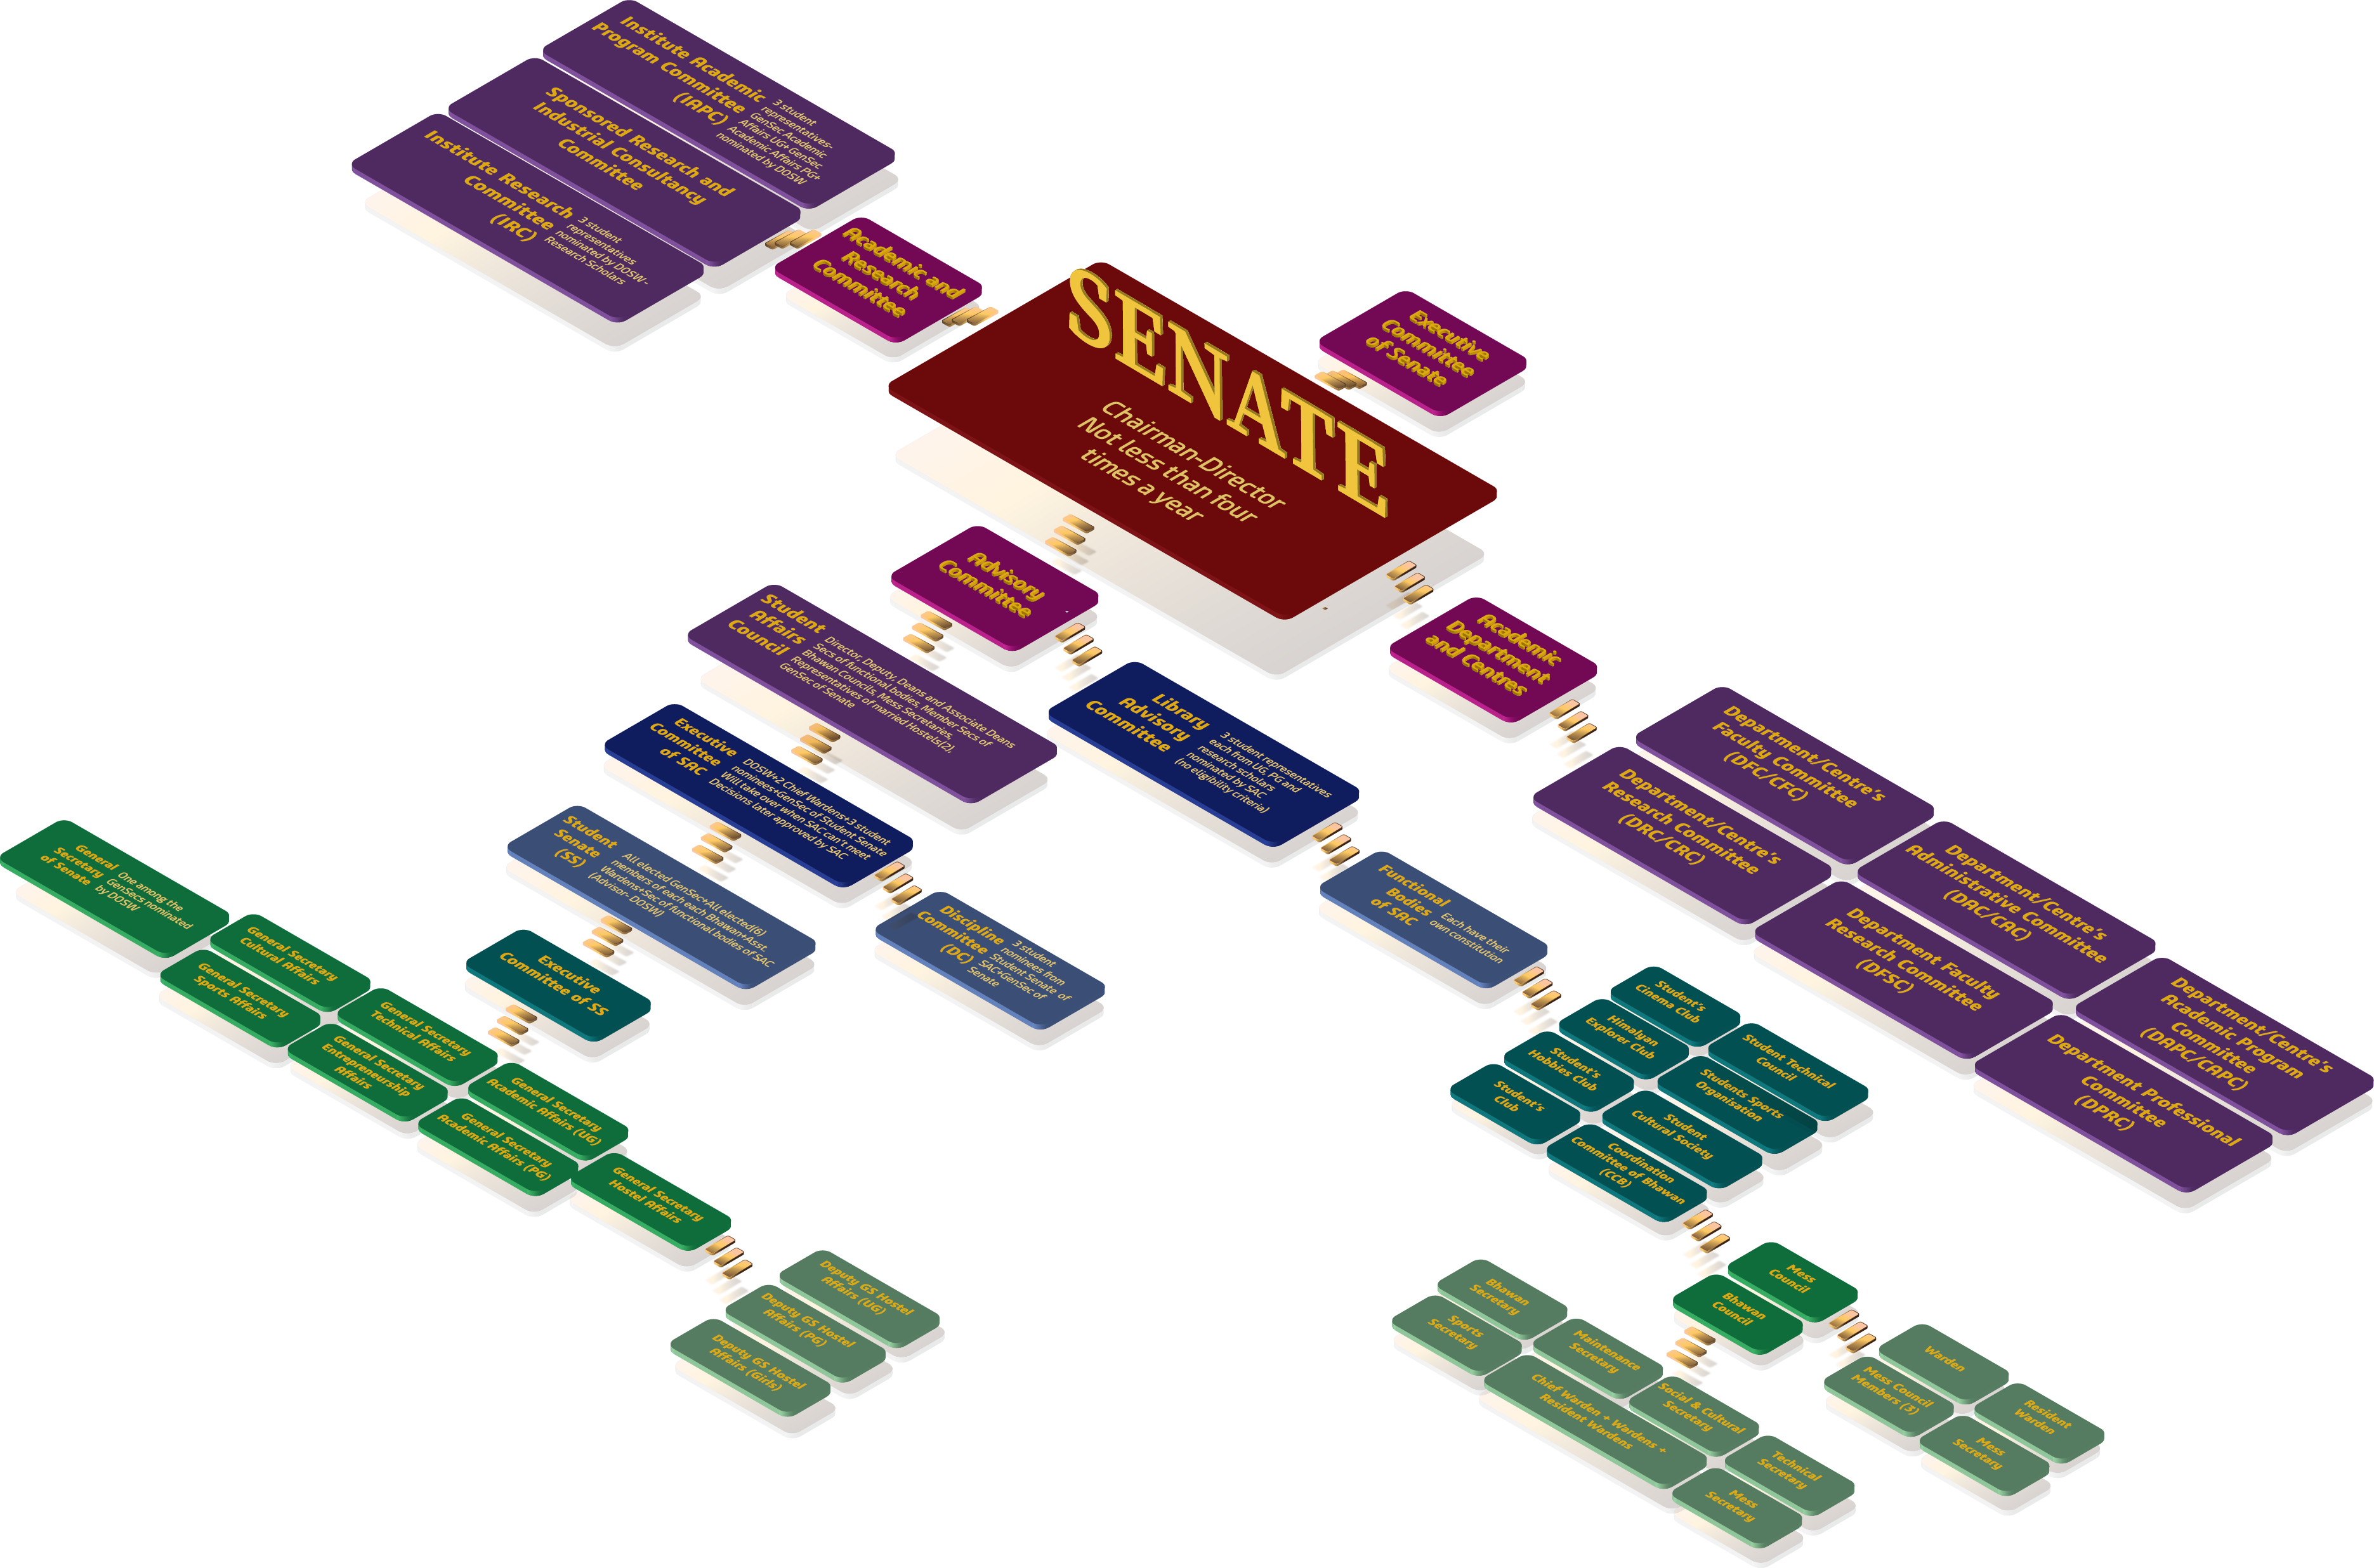 Institute Academic
Program Committee
(IAPC)
3 student
representatives-
GenSec Academic
Affairs UG+ GenSec
Academic Affairs PG+
nominated by DOSW
Sponsored Research and
Industrial Consultancy
Committee
Institute Research
Committee
(IRC)
3 student
representatives
nominated by DOSW-
Research Scholars
Academic and
Research
Committee
SENATE
Chairman-Director
Not less than four
times a year
Executive
Committee
of Senate
Advisory
Committee
Student
Affairs
Council
Director, Deputy, Deans and Associate Deans
Secs of functional bodies, Member Secs of
Bhawan Councils, Mess Secretaries,
Representatives of married Hostels(2),
GenSec of Senate
Executive
Committee
of SAC
DOSW+2 Chief Wardens+3 student
nominees+GenSec of Student Senate
Will take over when SAC can't meet
Decisions later approved by SAC
Library
Advisory
Committee
3 student representatives
each from UG, PG and
research scholars
nominated by SAC
(no eligibility criteria)
Academic
Department
and Centres
Department/Centre's
Faculty Committee
(DFC/CFC)
Department/Centre's
Research Committee
(DRC/CRC)
Department/Centre's
Administrative Committee
(DAC/CAC)
Department Faculty
Research Committee
(DFSC)
Department/Centre's
Academic Program
Committee
(DAPC/CAPC)
Department Professional
Committee
(DPRC)
Student
Senate
(SS)
All elected GenSec+All elected(6)
members of each each Bhawan+Asst.
Wardens+Sec of functional bodies of SAC
(Advisor- DOSW)
Discipline
Committee
(DC)
3 student
nominees from
Student Senate of
SAC+GenSec of
Senate
Functional
Bodies
of SAC
Each have their
own constitution
Executive
Committee of SS
General
Secretary
of Senate
One among the
GenSecs nominated
by DOSW
General Secretary
Cultural Affairs
General Secretary
Sports Affairs
General Secretary
Technical Affairs
General Secretary
Entrepreneurship
Affairs
General Secretary
Academic Affairs (UG)
General Secretary
Academic Affairs (PG)
General Secretary
Hostel Affairs
Deputy GS Hostel
Affairs (UG)
Deputy GS Hostel
Affairs (PG)
Deputy GS Hostel
Affairs (Girls)
Student's
Cinema Club
Himalyan
Explorer Club
Student's
Hobbies Club
Student's
Club
Student Technical
Council
Students Sports
Organisation
Student
Cultural Society
Coordination
Committee of Bhawan
(CCB)
Mess
Council
Bhawan
Council
Bhawan
Secretary
Sports
Secretary
Maintenance
Secretary
Chief Warden + Wardens +
Resident Wardens
Social & Cultural
Secretary
Technical
Secretary
Mess
Secretary
Warden
Mess Council
Members (3)
Resident
Warden
Mess
Secretary